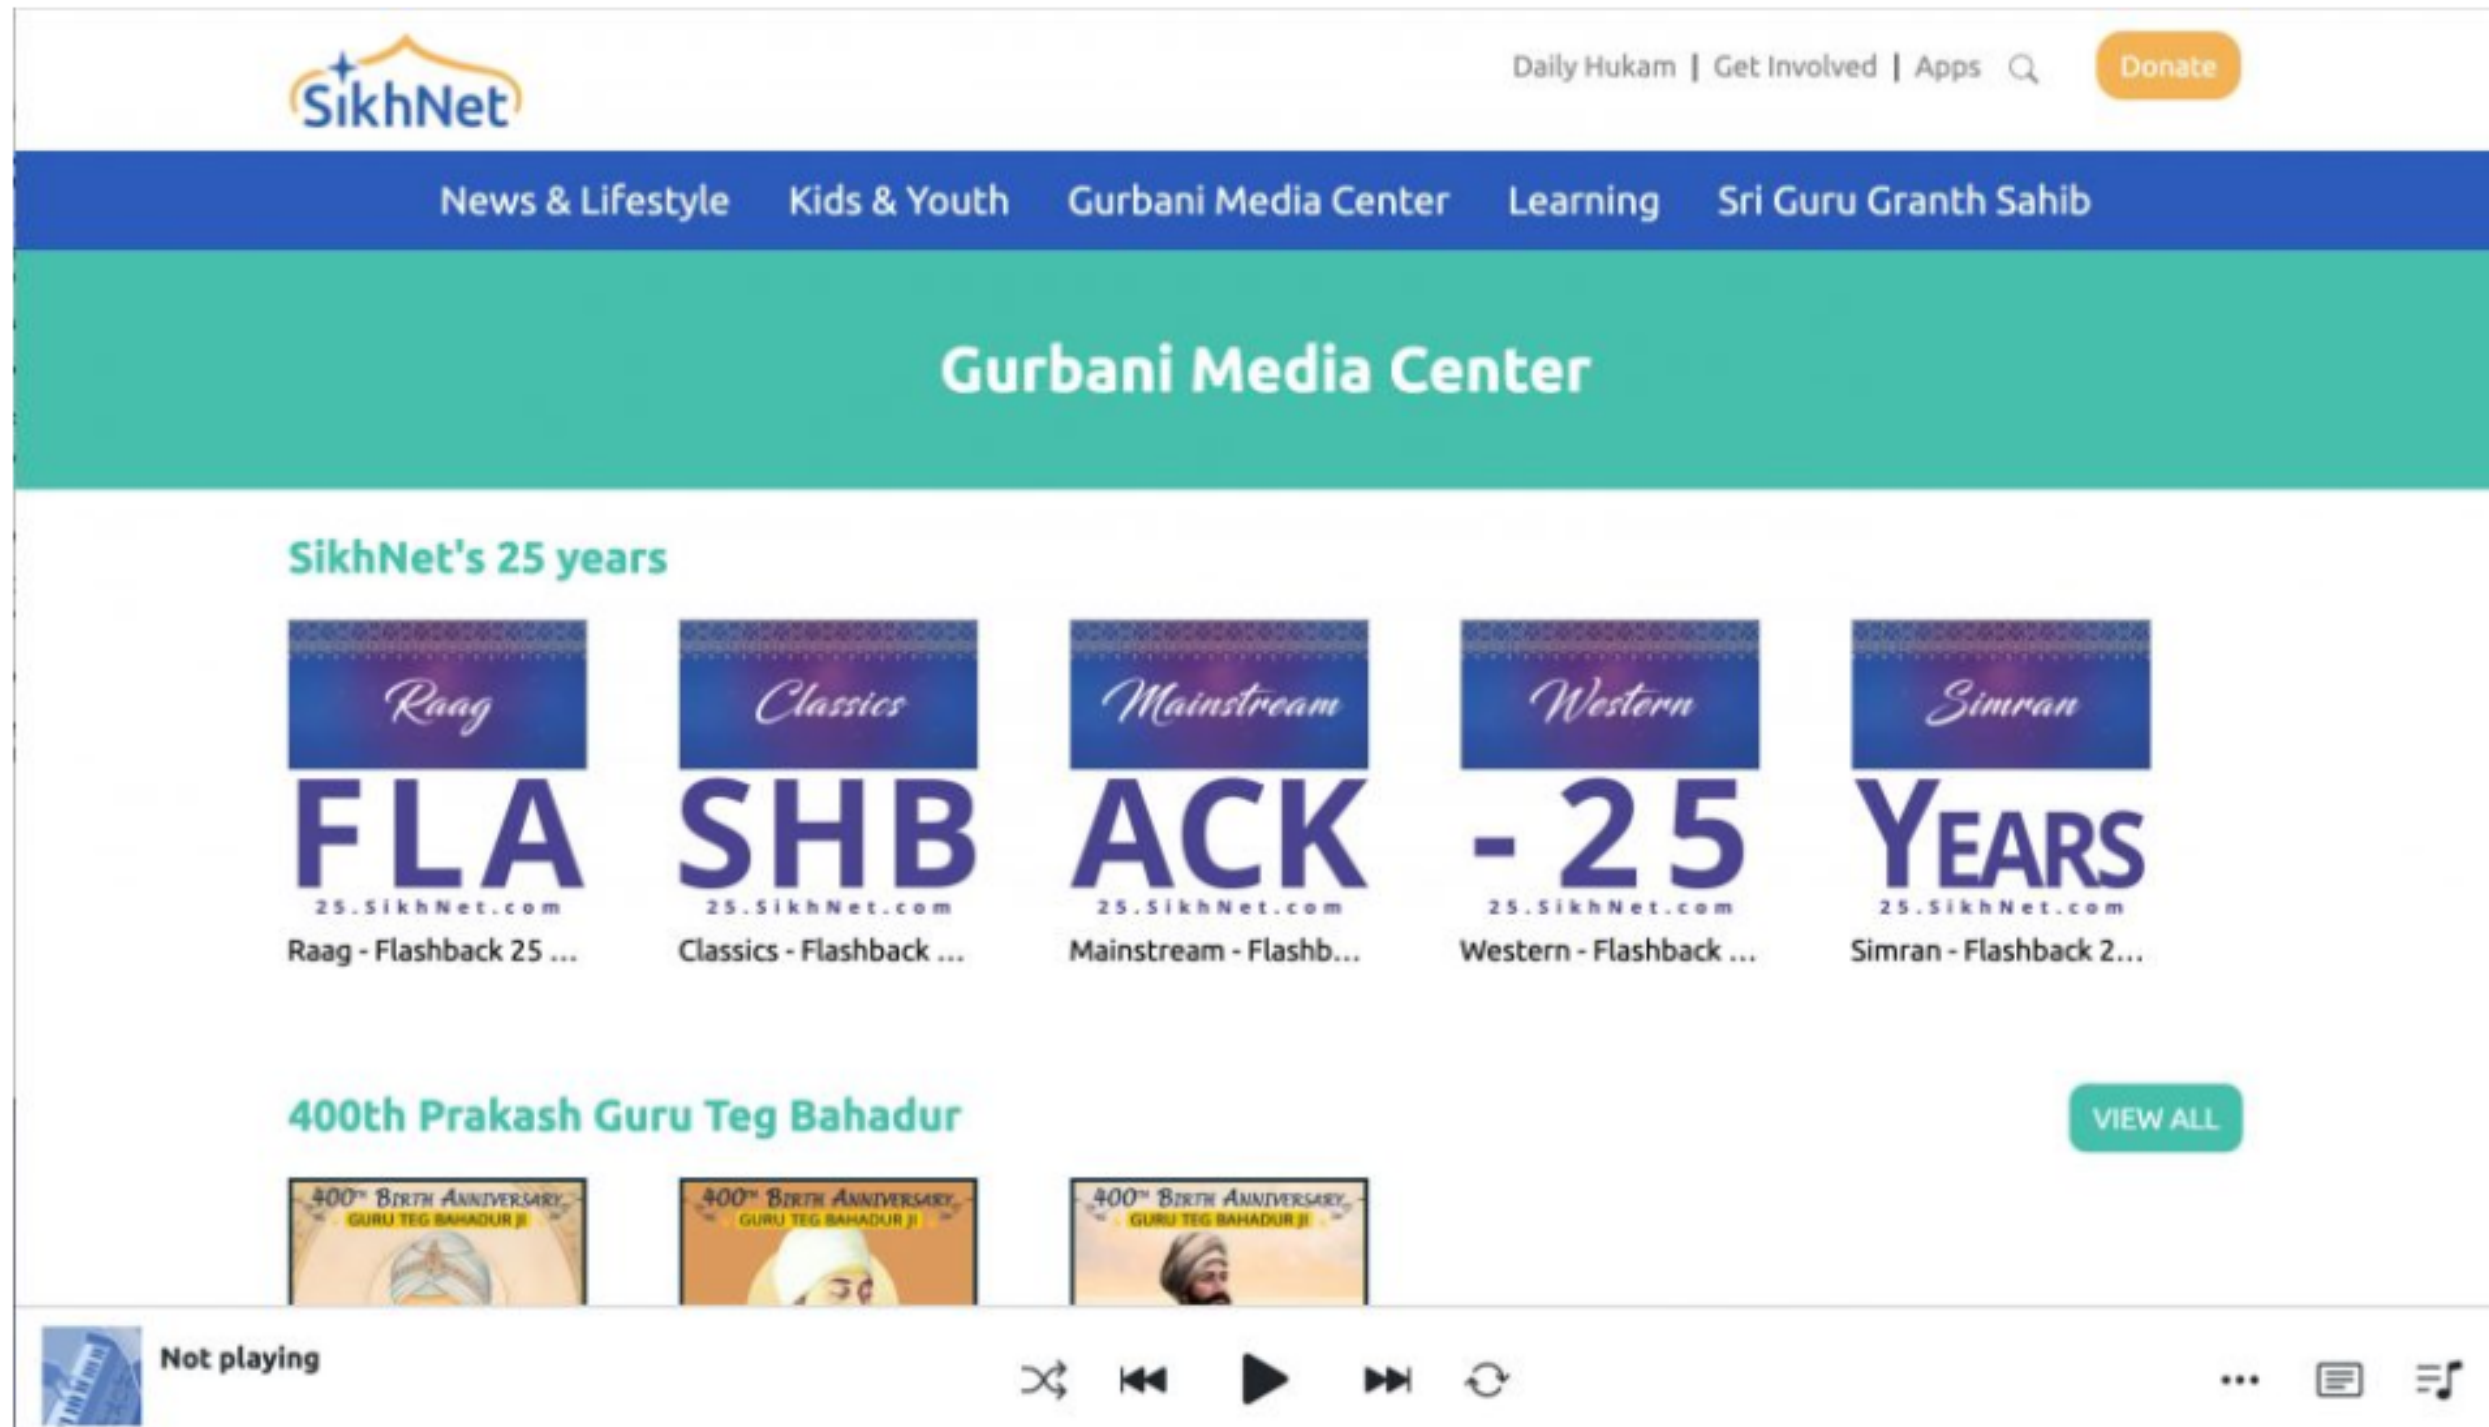 SikhNet
Daily Hukam | Get Involved | Apps
Donate
News & Lifestyle Kids & Youth Gurbani Media Center Learning Sri Guru Granth Sahib
Gurbani Media Center
SikhNet's 25 years
Raag
FLA
25.SikhNet.com
Raag - Flashback 25 ...
Classics
SHB
25.SikhNet.com
Classics - Flashback ...
Mainstream
ACK
25.SikhNet.com
Mainstream - Flashb...
Western
- 25
25.SikhNet.com
Western - Flashback ...
Simran
YEARS
25.SikhNet.com
Simran - Flashback 2...
400th Prakash Guru Teg Bahadur
VIEW ALL
400TH BIRTH ANNIVERSARY
GURU TEG BAHADUR JI
400TH BIRTH ANNIVERSARY
GURU TEG BAHADUR JI
400TH BIRTH ANNIVERSARY
GURU TEG BAHADUR JI
Not playing